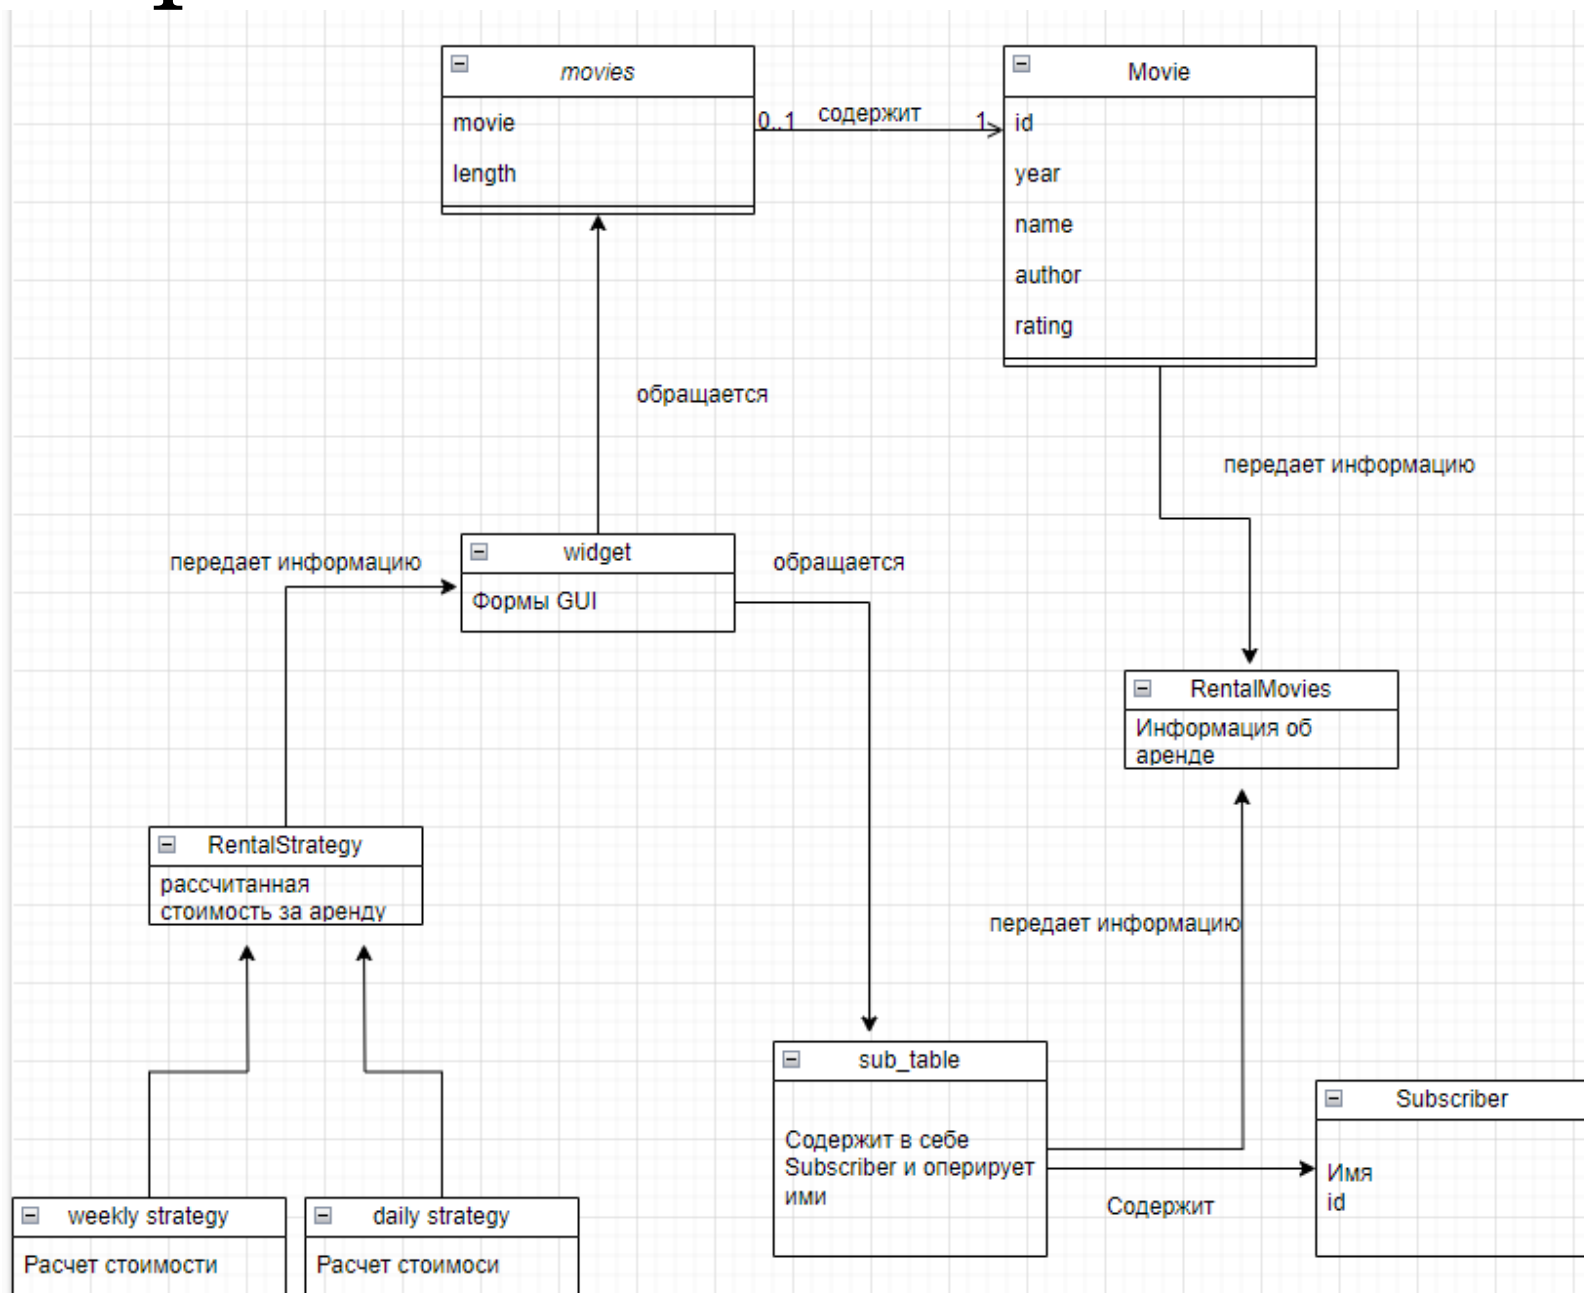 movies
movie
length
0..1 содержит 1
Movie
id
year
name
author
rating
обращается
передает информацию
передает информацию
widget
Формы GUI
обращается
RentalMovies
Информация об
аренде
RentalStrategy
рассчитанная
стоимость за аренду
передает информацию
sub_table
Содержит в себе
Subscriber и оперирует
ими
Содержит
Subscriber
Имя
id
weekly strategy
Расчет стоимости
daily strategy
Расчет стоимоси